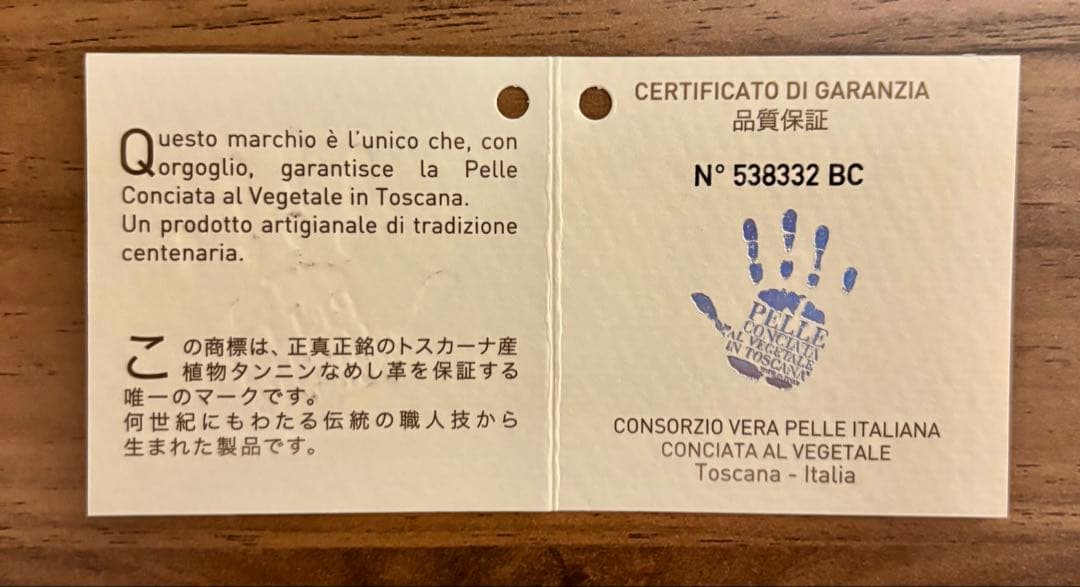 Questo marchio è l'unico che, con
orgoglio, garantisce la Pelle
Conciata al Vegetale in Toscana.
Un prodotto artigianale di tradizione
centenaria.
この商標は、正真正銘のトスカーナ産
植物タンニンなめし革を保証する
唯一のマークです。
何世紀にもわたる伝統の職人技から
生まれた製品です。
CERTIFICATO DI GARANZIA
品質保証
N° 538332 BC
PELLE
CONCIATA
AL VEGETALE
IN TOSCANA
CONSORZIO VERA PELLE ITALIANA
CONCIATA AL VEGETALE
Toscana - Italia